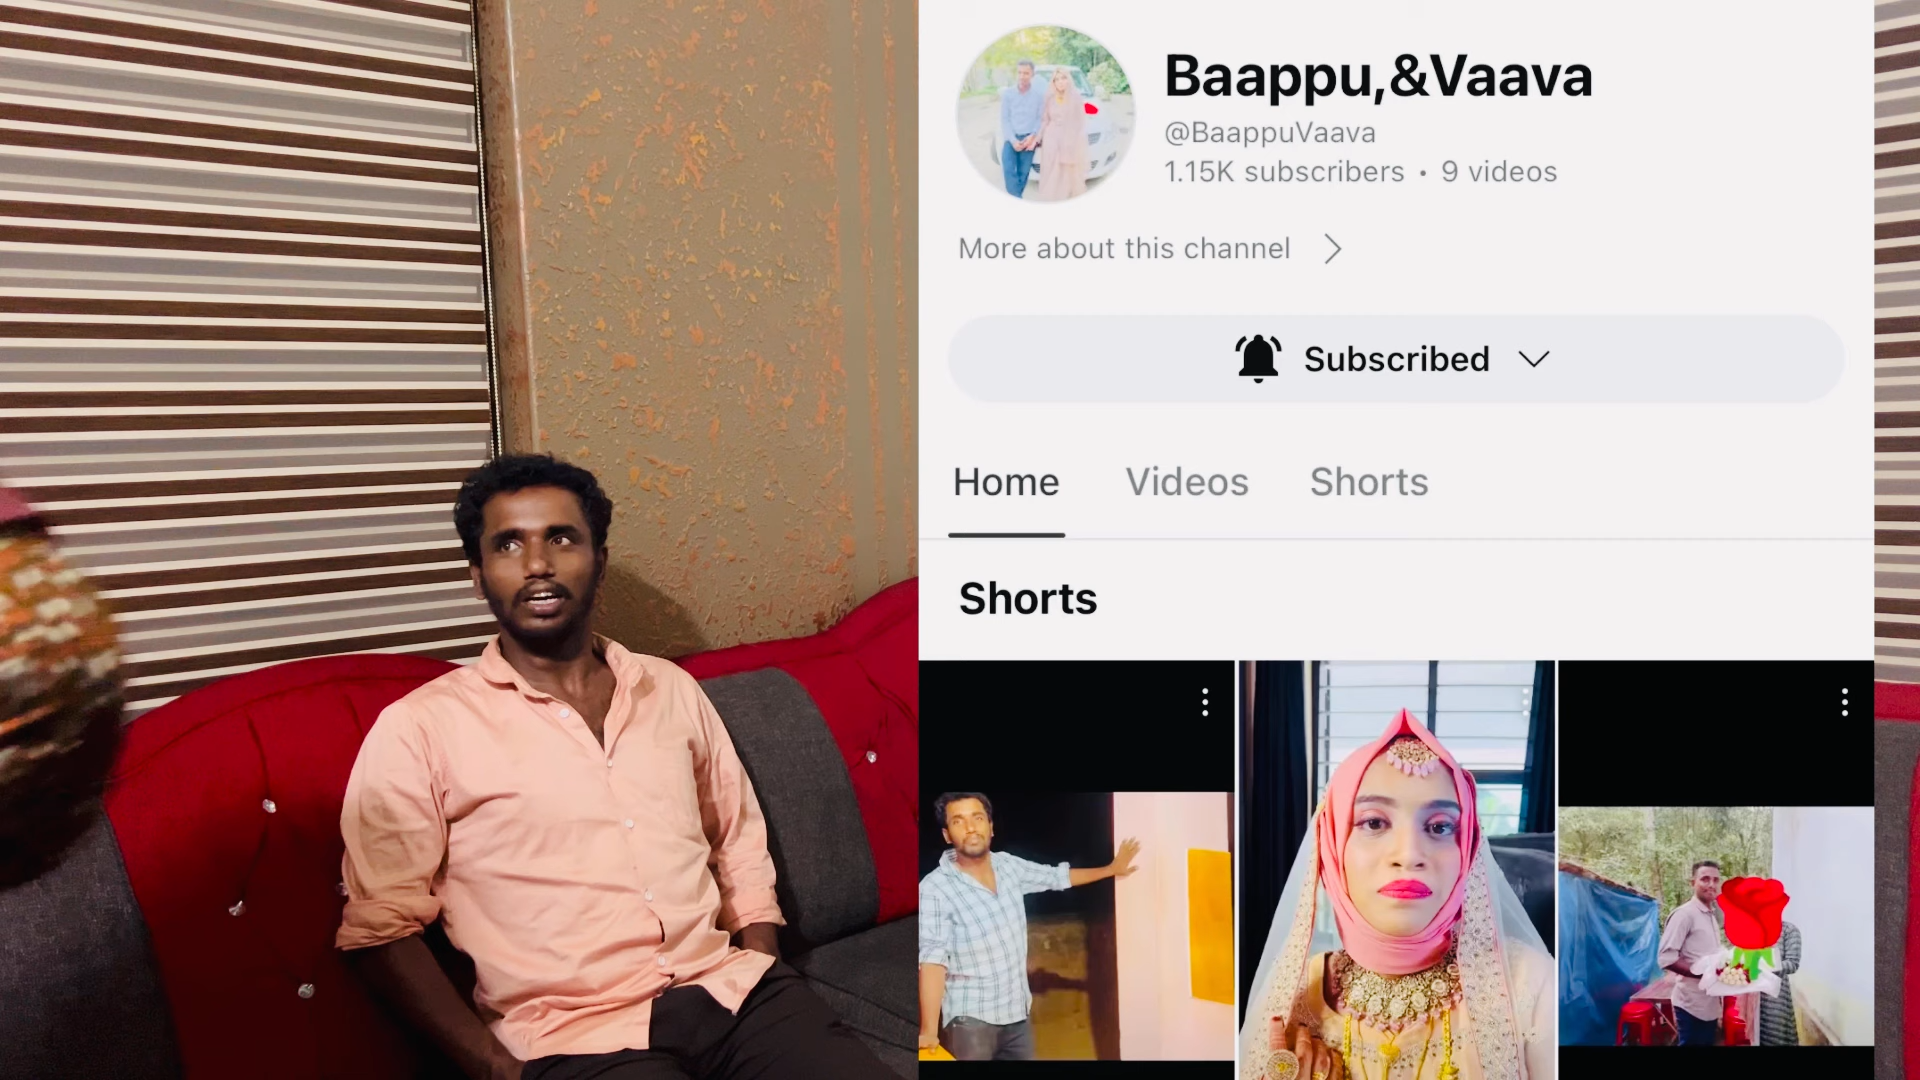 Baappu,&Vaava
@BaappuVaava
1.15K subscribers • 9 videos
More about this channel
Subscribed
Home Videos Shorts
Shorts